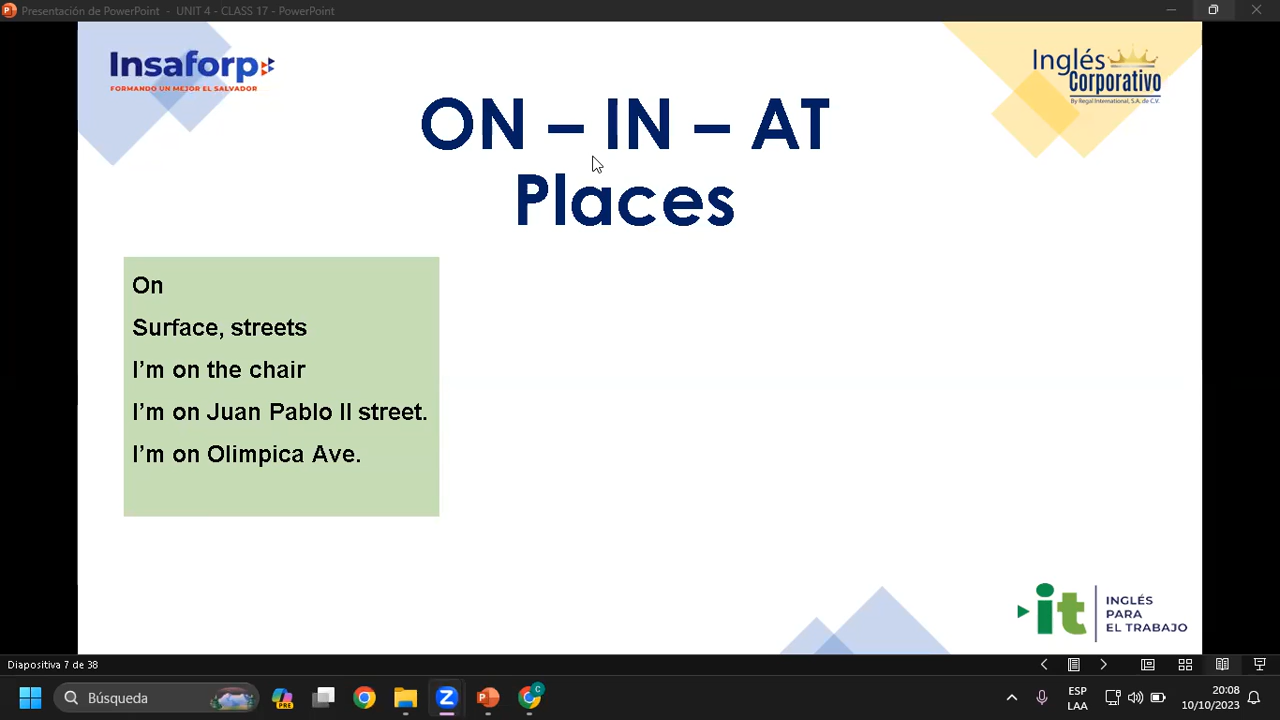 Presentación de PowerPoint - UNIT 4 - CLASS 17 - PowerPoint
Insaforp
FORMANDO UN MEJOR EL SALVADOR
Inglés
Corporativo
By Regal International, S.A. de C.V.
ON – IN – AT
Places
On
Surface, streets
I'm on the chair
I'm on Juan Pablo II street.
I'm on Olimpica Ave.
it
INGLÉS
PARA
EL TRABAJO
Diapositiva 7 de 38
Búsqueda
PRE
ESP
LAA
20:08
10/10/2023